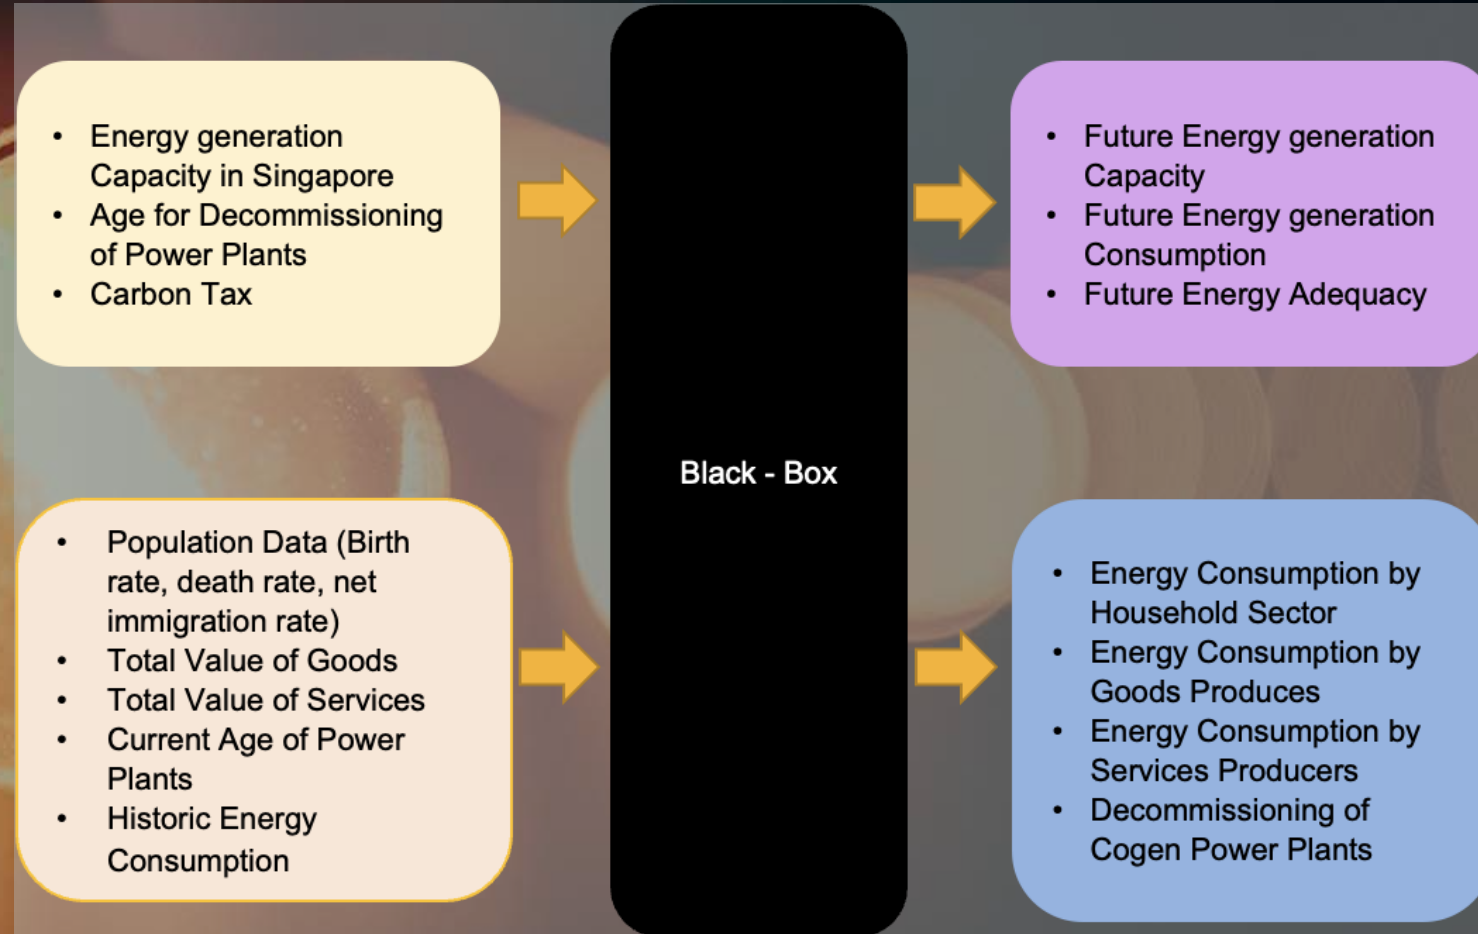 • Energy generation
Capacity in Singapore
• Age for Decommissioning
of Power Plants
• Carbon Tax
• Population Data (Birth
rate, death rate, net
immigration rate)
• Total Value of Goods
• Total Value of Services
• Current Age of Power
Plants
• Historic Energy
Consumption
Black - Box
• Future Energy generation
Capacity
• Future Energy generation
Consumption
• Future Energy Adequacy
• Energy Consumption by
Household Sector
• Energy Consumption by
Goods Produces
• Energy Consumption by
Services Producers
• Decommissioning of
Cogen Power Plants